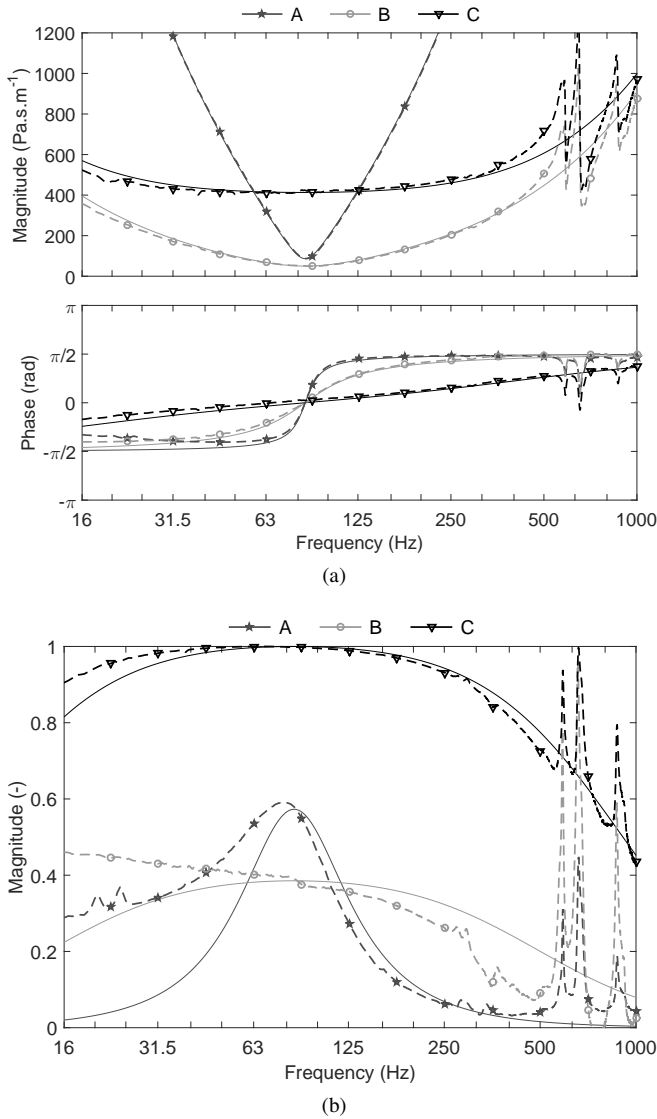 A B C
1200
1000
800
600
400
200
0
Magnitude (Pa.s.m⁻¹)
π
π/2
0
-π/2
-π
Phase (rad)
16 31.5 63 125 250 500 1000
Frequency (Hz)
(a)
A B C
1
0.8
0.6
0.4
0.2
0
Magnitude (-)
16 31.5 63 125 250 500 1000
Frequency (Hz)
(b)